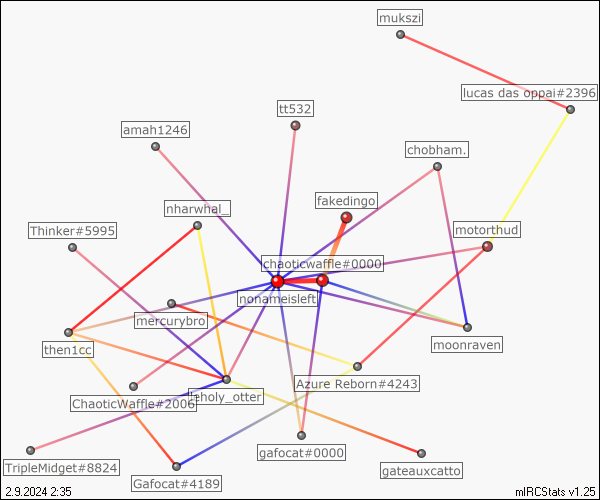 mukszi
lucas das oppai#2396
tt532
amah1246
chobham.
fakedingo
nharwhal_
Thinker#5995
motorthud
chaoticwaffle#0000
nonameisleft
mercurybro
then1cc
moonraven
Azure Reborn#4243
ChaoticWaffle#2006
leholy_otter
gafocat#0000
TripleMidget#8824
gateauxcatto
Gafocat#4189
2.9.2024 2:35
mIRCStats v1.25